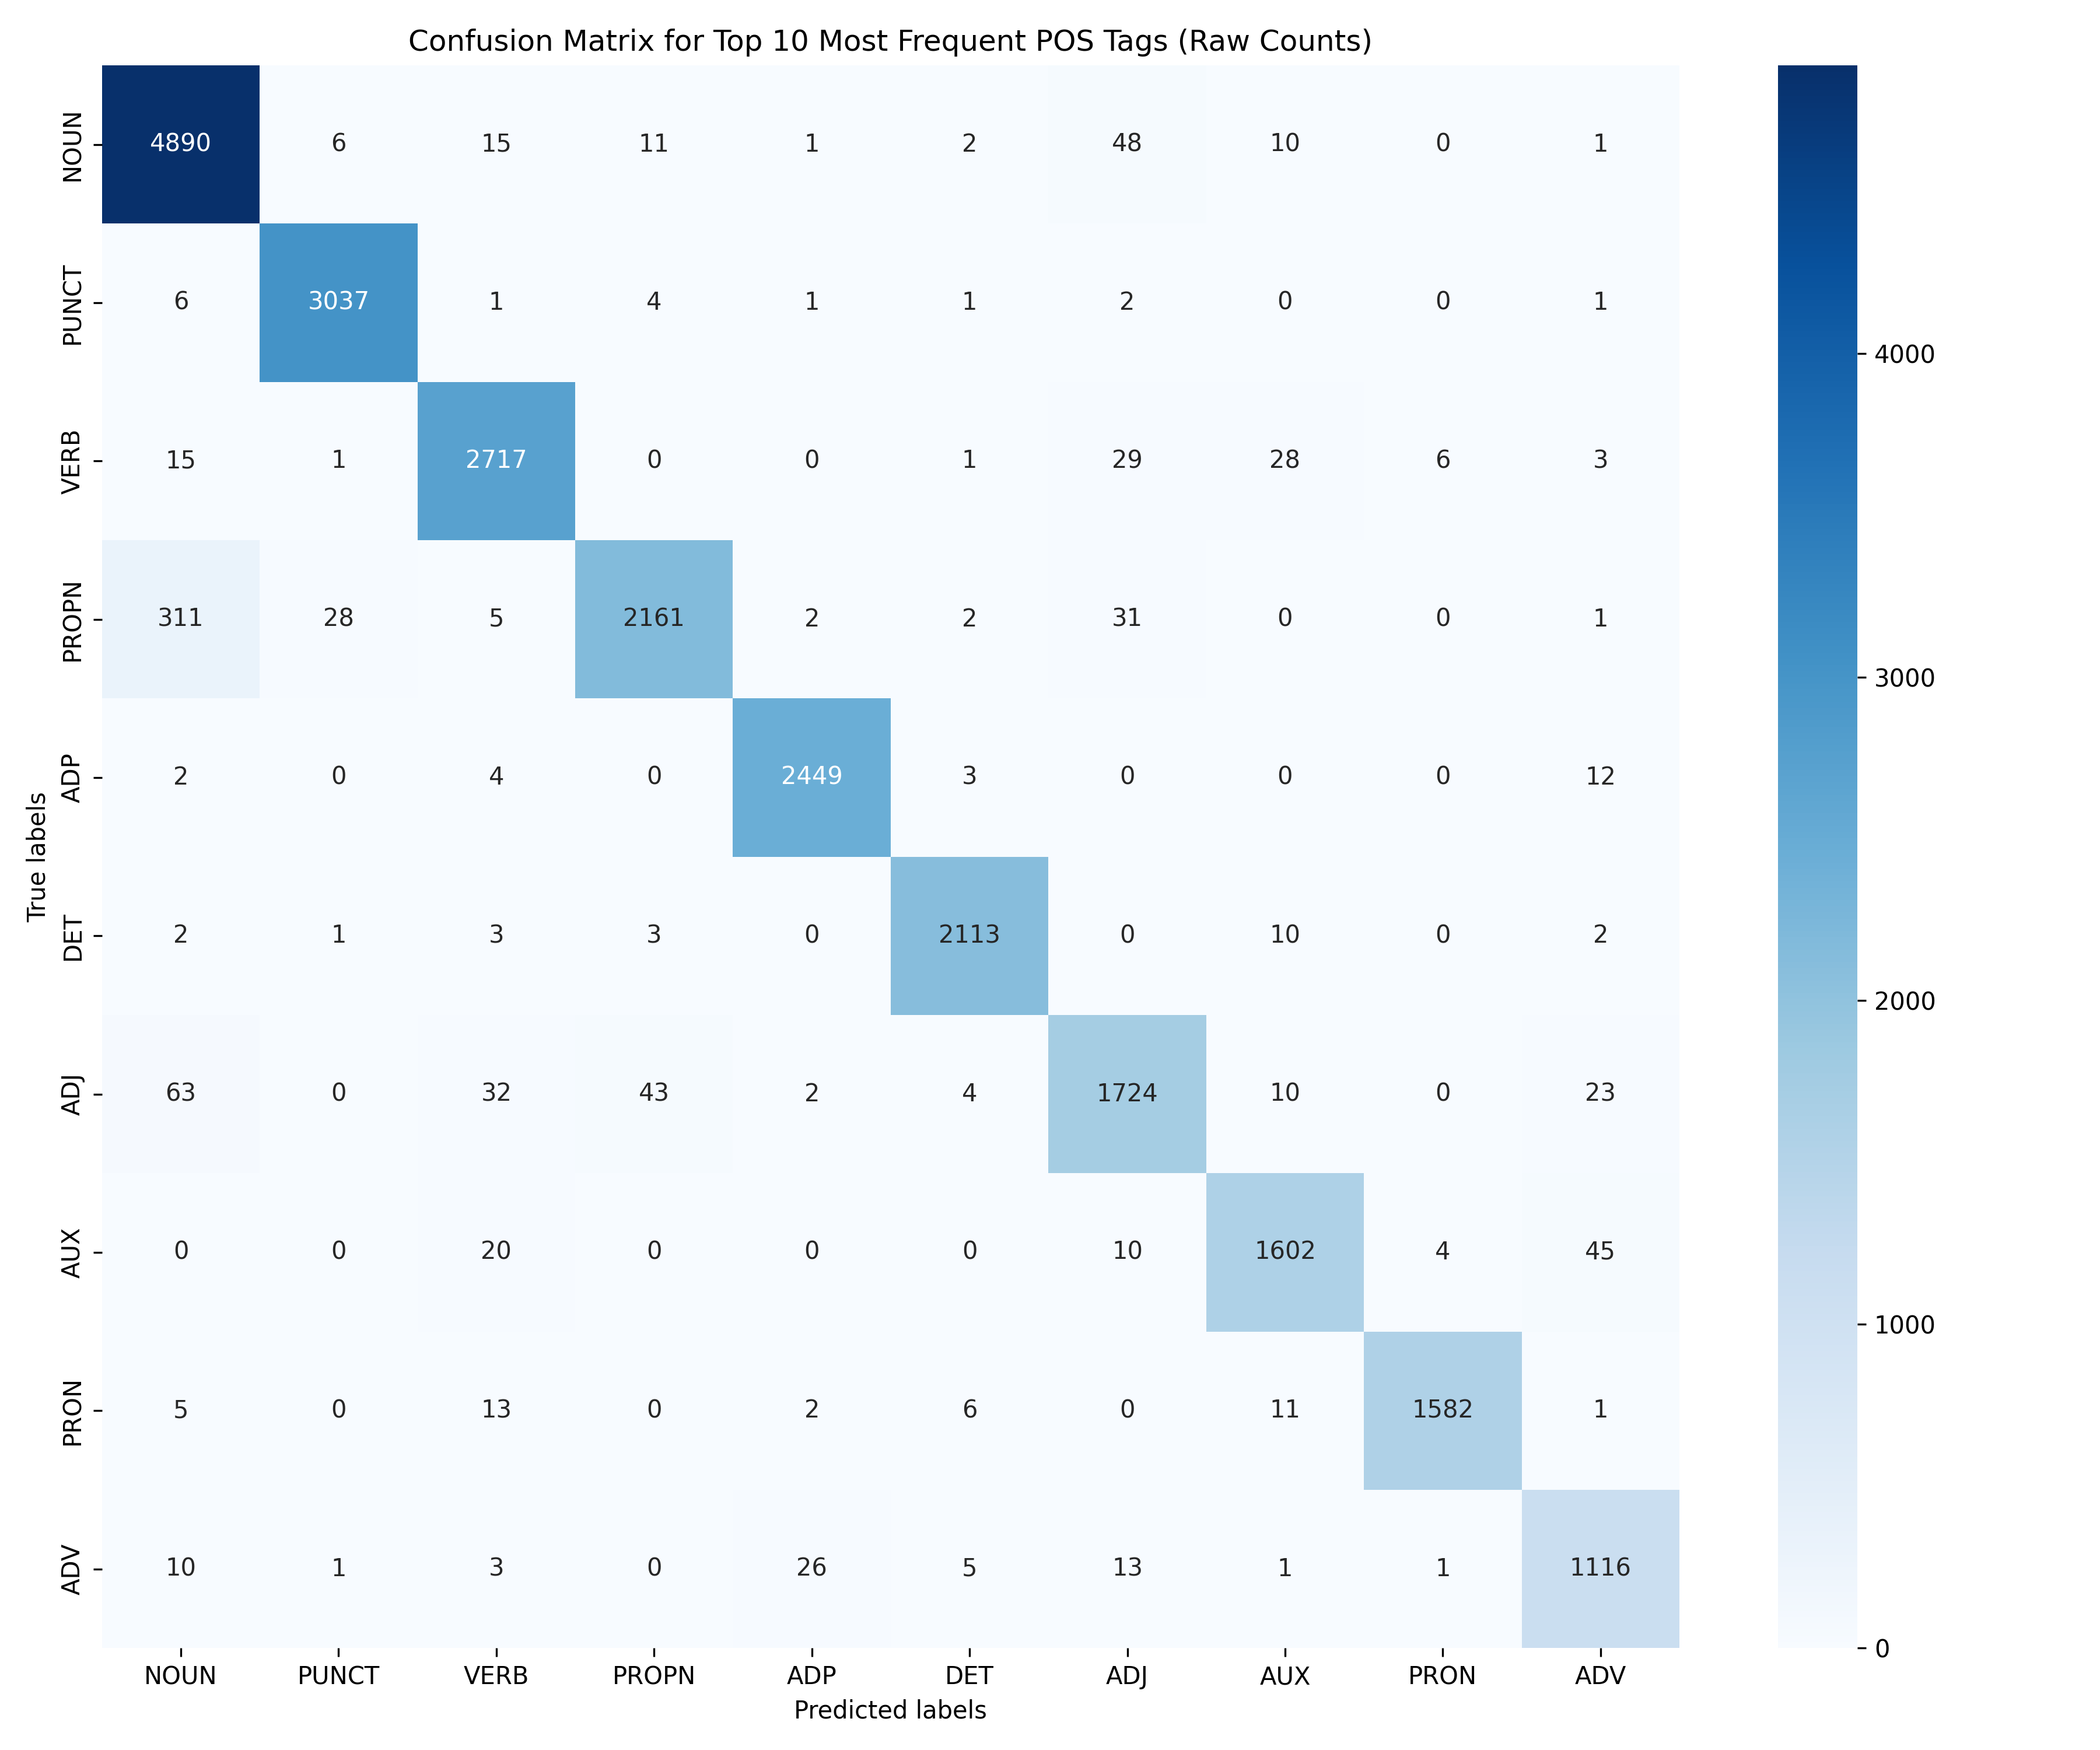 Confusion Matrix for Top 10 Most Frequent POS Tags (Raw Counts)
NOUN 4890 6 15 11 1 2 48 10 0 1
PUNCT 6 3037 1 4 1 1 2 0 0 1
VERB 15 1 2717 0 0 1 29 28 6 3
PROPN 311 28 5 2161 2 2 31 0 0 1
ADP 2 0 4 0 2449 3 0 0 0 12
DET 2 1 3 3 0 2113 0 10 0 2
ADJ 63 0 32 43 2 4 1724 10 0 23
AUX 0 0 20 0 0 0 10 1602 4 45
PRON 5 0 13 0 2 6 0 11 1582 1
ADV 10 1 3 0 26 5 13 1 1 1116
NOUN PUNCT VERB PROPN ADP DET ADJ AUX PRON ADV
Predicted labels
True labels
4000
3000
2000
1000
0